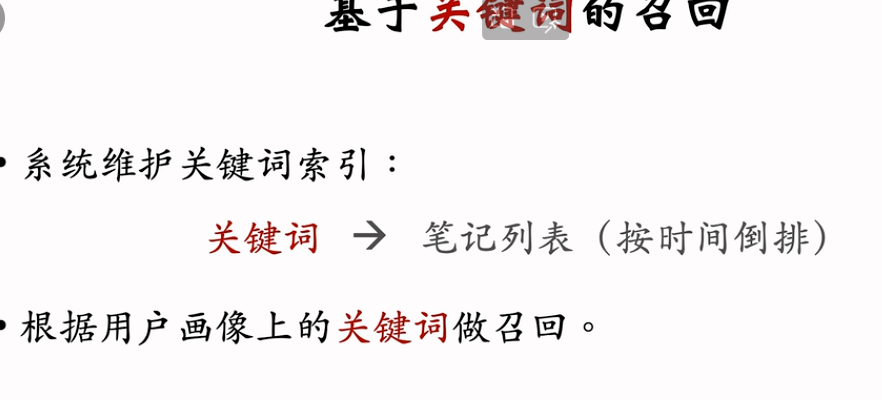 基于关键词的召回
• 系统维护关键词索引：
关键词 → 笔记列表（按时间倒排）
• 根据用户画像上的关键词做召回。